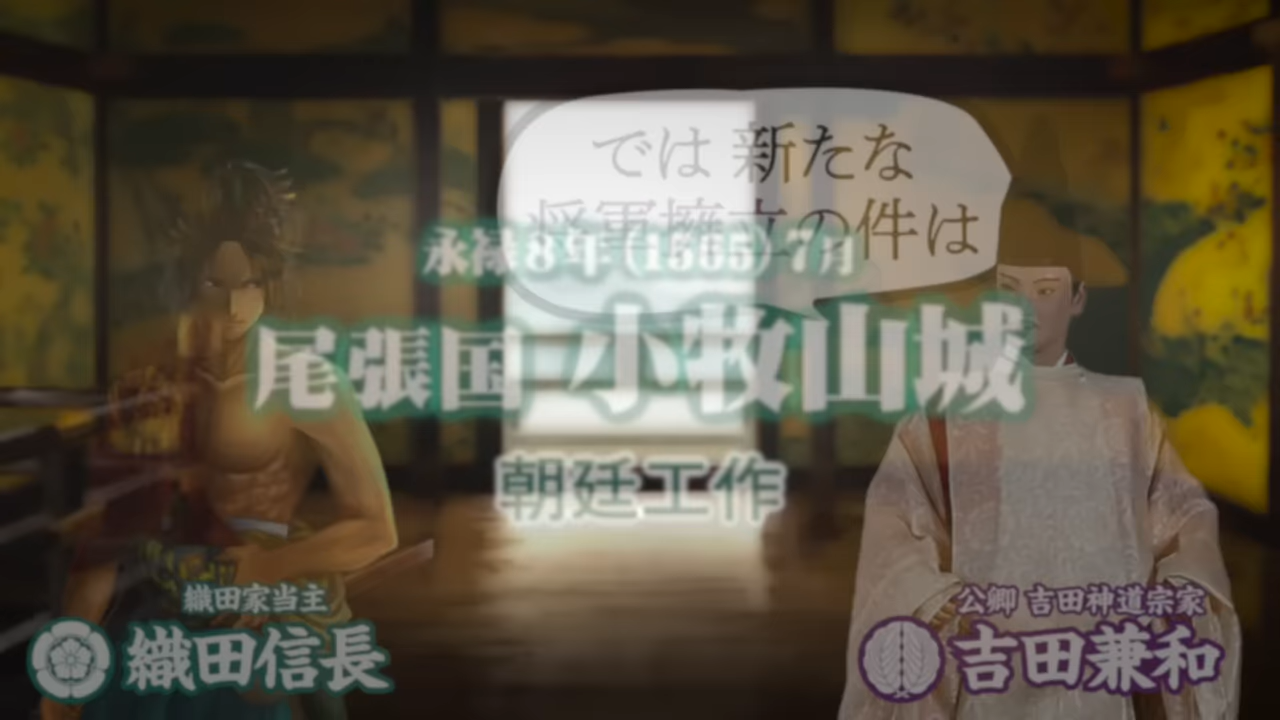 では 新たな
将軍擁立の件は
永禄8年(1565)7月
尾張国 小牧山城
朝廷工作
織田家当主
織田信長
公卿 吉田神道宗家
吉田兼和